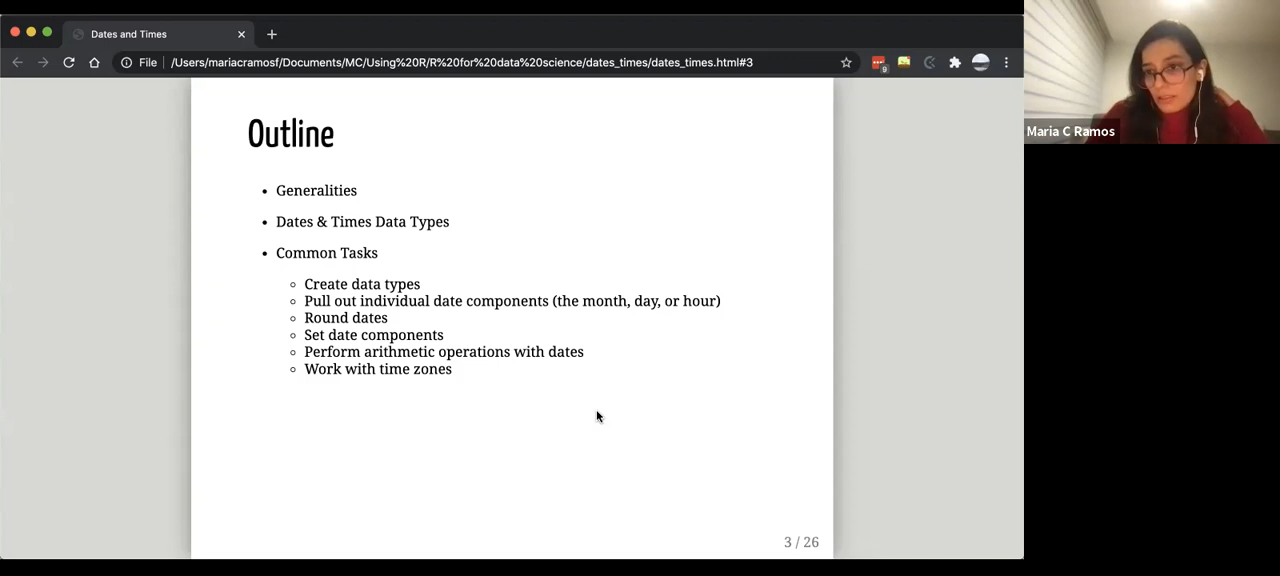 Dates and Times
File
/Users/mariacramosf/Documents/MC/Using%20R/R%20for%20data%20science/dates_times/dates_times.html#3
9
Maria C Ramos
Outline
Generalities
Dates & Times Data Types
Common Tasks
Create data types
Pull out individual date components (the month, day, or hour)
Round dates
Set date components
Perform arithmetic operations with dates
Work with time zones
3 / 26